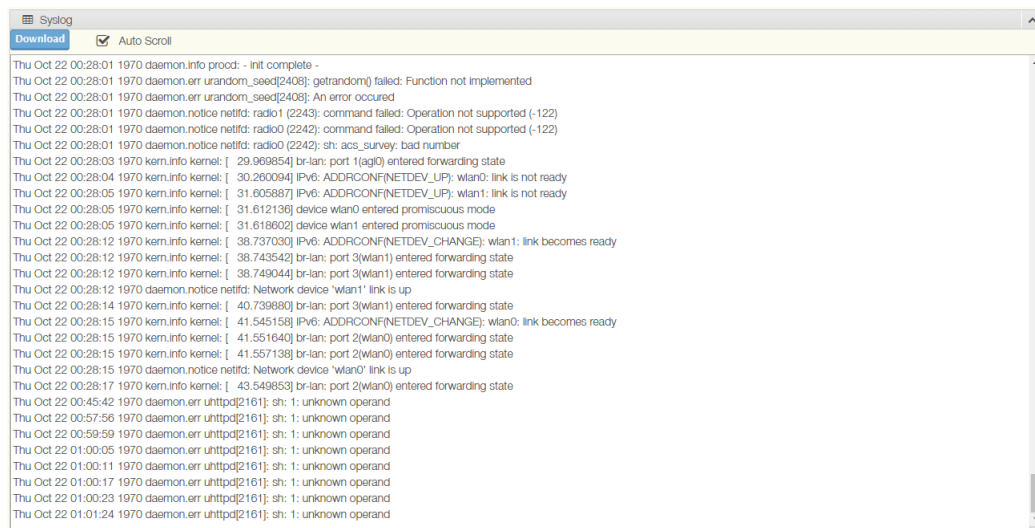 Syslog
Download Auto Scroll
Thu Oct 22 00:28:01 1970 daemon.info procd: - init complete -
Thu Oct 22 00:28:01 1970 daemon.err urandom_seed[2408]: getrandom() failed: Function not implemented
Thu Oct 22 00:28:01 1970 daemon.err urandom_seed[2408]: An error occured
Thu Oct 22 00:28:01 1970 daemon.notice netifd: radio1 (2243): command failed: Operation not supported (-122)
Thu Oct 22 00:28:01 1970 daemon.notice netifd: radio0 (2242): command failed: Operation not supported (-122)
Thu Oct 22 00:28:01 1970 daemon.notice netifd: radio0 (2242): sh: acs_survey: bad number
Thu Oct 22 00:28:03 1970 kern.info kernel: [ 29.969854] br-lan: port 1(agl0) entered forwarding state
Thu Oct 22 00:28:04 1970 kern.info kernel: [ 30.260094] IPv6: ADDRCONF(NETDEV_UP): wlan0: link is not ready
Thu Oct 22 00:28:05 1970 kern.info kernel: [ 31.605887] IPv6: ADDRCONF(NETDEV_UP): wlan1: link is not ready
Thu Oct 22 00:28:05 1970 kern.info kernel: [ 31.612136] device wlan0 entered promiscuous mode
Thu Oct 22 00:28:05 1970 kern.info kernel: [ 31.618602] device wlan1 entered promiscuous mode
Thu Oct 22 00:28:12 1970 kern.info kernel: [ 38.737030] IPv6: ADDRCONF(NETDEV_CHANGE): wlan1: link becomes ready
Thu Oct 22 00:28:12 1970 kern.info kernel: [ 38.743542] br-lan: port 3(wlan1) entered forwarding state
Thu Oct 22 00:28:12 1970 kern.info kernel: [ 38.749044] br-lan: port 3(wlan1) entered forwarding state
Thu Oct 22 00:28:12 1970 daemon.notice netifd: Network device 'wlan1' link is up
Thu Oct 22 00:28:14 1970 kern.info kernel: [ 40.739880] br-lan: port 3(wlan1) entered forwarding state
Thu Oct 22 00:28:15 1970 kern.info kernel: [ 41.545158] IPv6: ADDRCONF(NETDEV_CHANGE): wlan0: link becomes ready
Thu Oct 22 00:28:15 1970 kern.info kernel: [ 41.551640] br-lan: port 2(wlan0) entered forwarding state
Thu Oct 22 00:28:15 1970 kern.info kernel: [ 41.557138] br-lan: port 2(wlan0) entered forwarding state
Thu Oct 22 00:28:15 1970 daemon.notice netifd: Network device 'wlan0' link is up
Thu Oct 22 00:28:17 1970 kern.info kernel: [ 43.549853] br-lan: port 2(wlan0) entered forwarding state
Thu Oct 22 00:45:42 1970 daemon.err uhttpd[2161]: sh: 1: unknown operand
Thu Oct 22 00:57:56 1970 daemon.err uhttpd[2161]: sh: 1: unknown operand
Thu Oct 22 00:59:59 1970 daemon.err uhttpd[2161]: sh: 1: unknown operand
Thu Oct 22 01:00:05 1970 daemon.err uhttpd[2161]: sh: 1: unknown operand
Thu Oct 22 01:00:11 1970 daemon.err uhttpd[2161]: sh: 1: unknown operand
Thu Oct 22 01:00:17 1970 daemon.err uhttpd[2161]: sh: 1: unknown operand
Thu Oct 22 01:00:23 1970 daemon.err uhttpd[2161]: sh: 1: unknown operand
Thu Oct 22 01:01:24 1970 daemon.err uhttpd[2161]: sh: 1: unknown operand